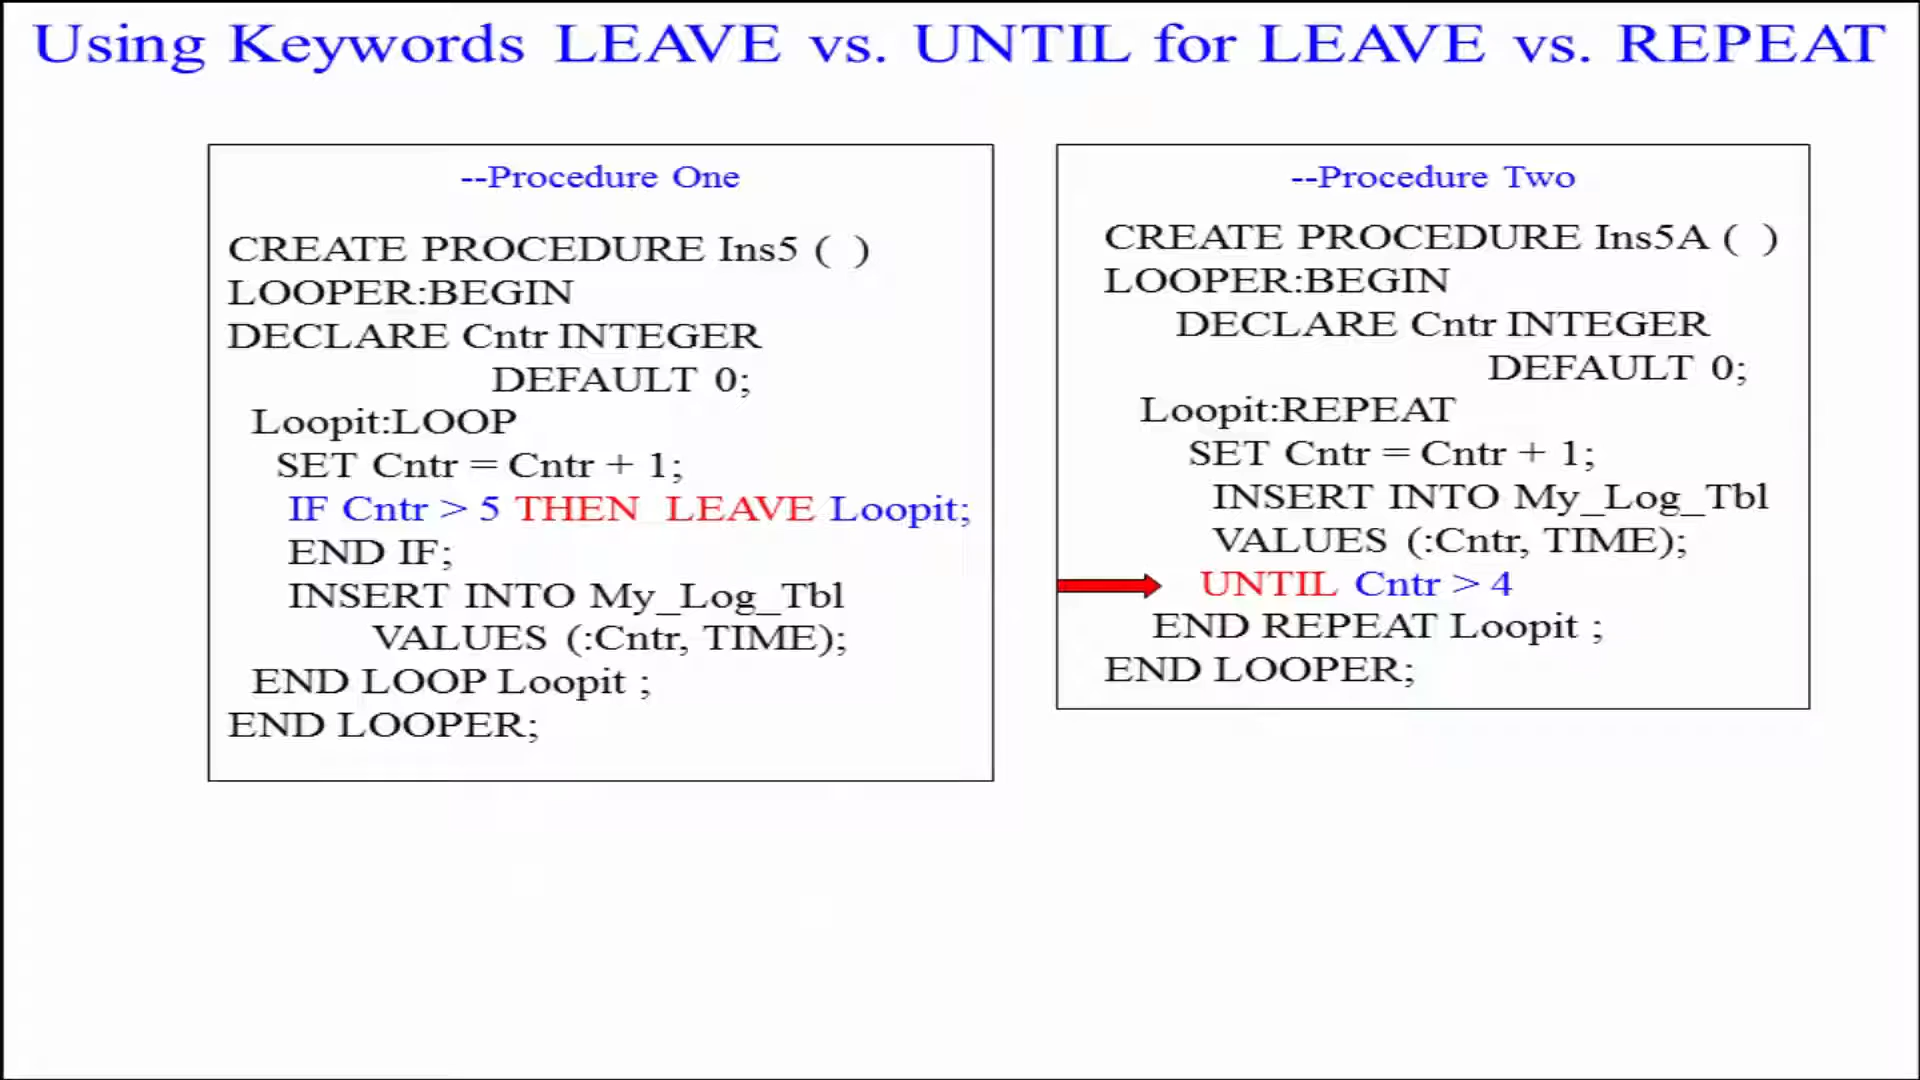 Using Keywords LEAVE vs. UNTIL for LEAVE vs. REPEAT
--Procedure One
CREATE PROCEDURE Ins5 ( )
LOOPER:BEGIN
DECLARE Cntr INTEGER
DEFAULT 0;
Loopit:LOOP
SET Cntr = Cntr + 1;
IF Cntr > 5 THEN LEAVE Loopit;
END IF;
INSERT INTO My_Log_Tbl
VALUES (:Cntr, TIME);
END LOOP Loopit ;
END LOOPER;
--Procedure Two
CREATE PROCEDURE Ins5A ( )
LOOPER:BEGIN
DECLARE Cntr INTEGER
DEFAULT 0;
Loopit:REPEAT
SET Cntr = Cntr + 1;
INSERT INTO My_Log_Tbl
VALUES (:Cntr, TIME);
UNTIL Cntr > 4
END REPEAT Loopit ;
END LOOPER;